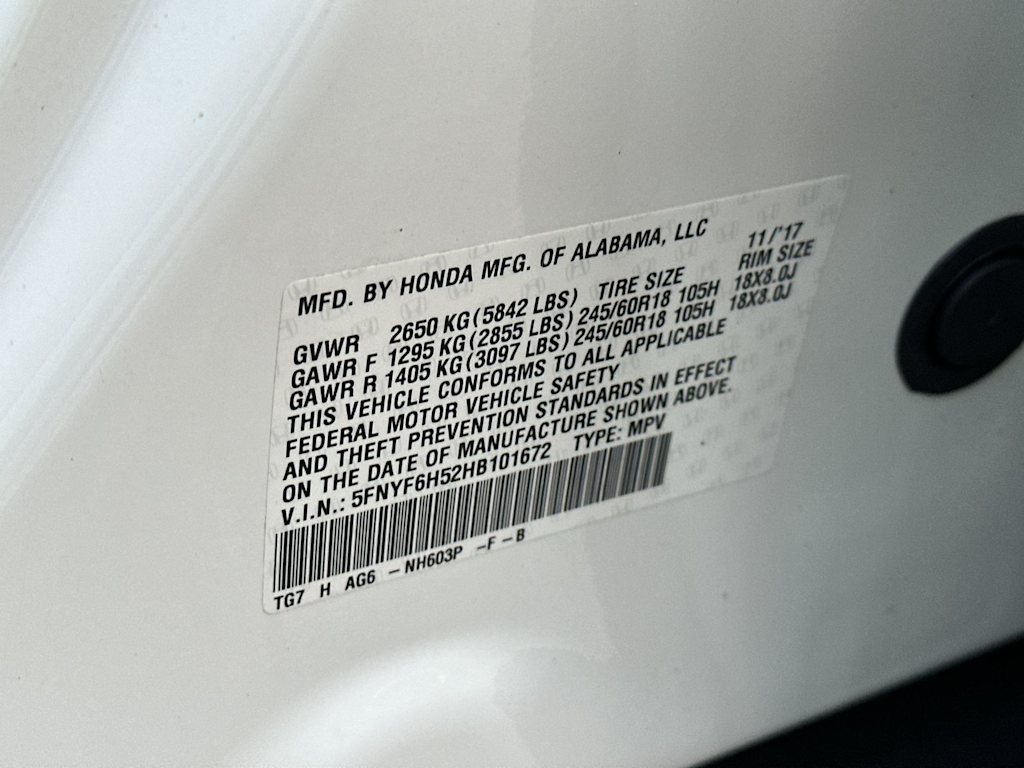 MFD. BY HONDA MFG. OF ALABAMA, LLC 11/'17
GVWR 2650 KG (5842 LBS) TIRE SIZE RIM SIZE
GAWR F 1295 KG (2855 LBS) 245/60R18 105H 18X8.0J
GAWR R 1405 KG (3097 LBS) 245/60R18 105H 18X8.0J
THIS VEHICLE CONFORMS TO ALL APPLICABLE
FEDERAL MOTOR VEHICLE SAFETY
AND THEFT PREVENTION STANDARDS IN EFFECT
ON THE DATE OF MANUFACTURE SHOWN ABOVE.
V.I.N.: 5FNYF6H52HB101672 TYPE: MPV
TG7 H AG6 - NH603P -F-B